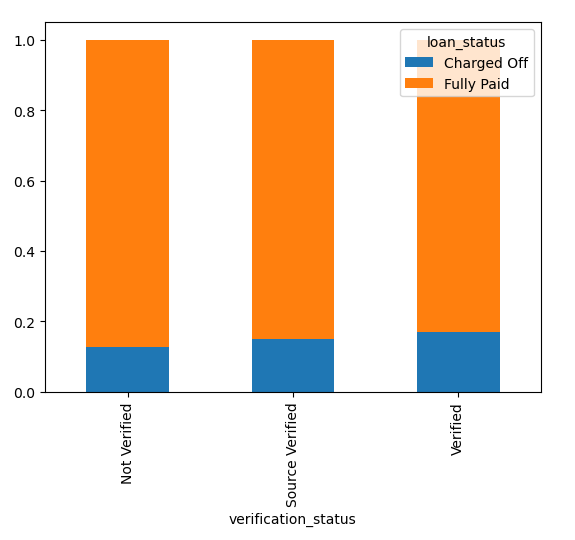 1.0
0.8
0.6
0.4
0.2
0.0
loan_status
Charged Off
Fully Paid
Not Verified
Source Verified
Verified
verification_status